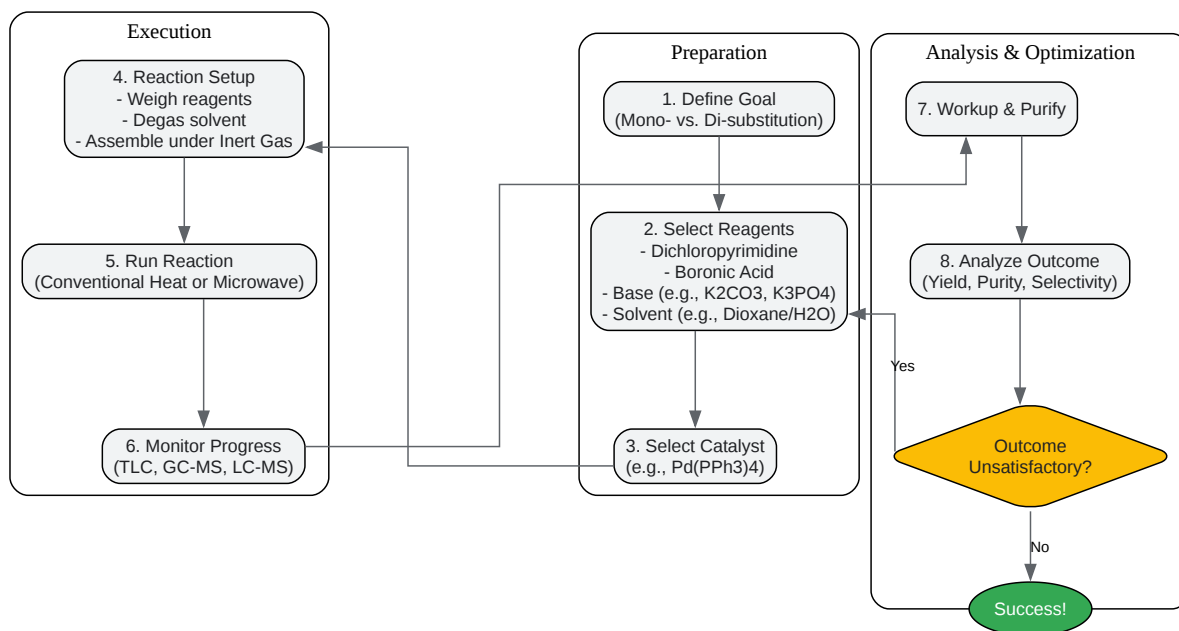 Execution
4. Reaction Setup
- Weigh reagents
- Degas solvent
- Assemble under Inert Gas
5. Run Reaction
(Conventional Heat or Microwave)
6. Monitor Progress
(TLC, GC-MS, LC-MS)
Preparation
1. Define Goal
(Mono- vs. Di-substitution)
2. Select Reagents
- Dichloropyrimidine
- Boronic Acid
- Base (e.g., K2CO3, K3PO4)
- Solvent (e.g., Dioxane/H2O)
3. Select Catalyst
(e.g., Pd(PPh3)4)
Analysis & Optimization
7. Workup & Purify
8. Analyze Outcome
(Yield, Purity, Selectivity)
Yes
Outcome
Unsatisfactory?
No
Success!